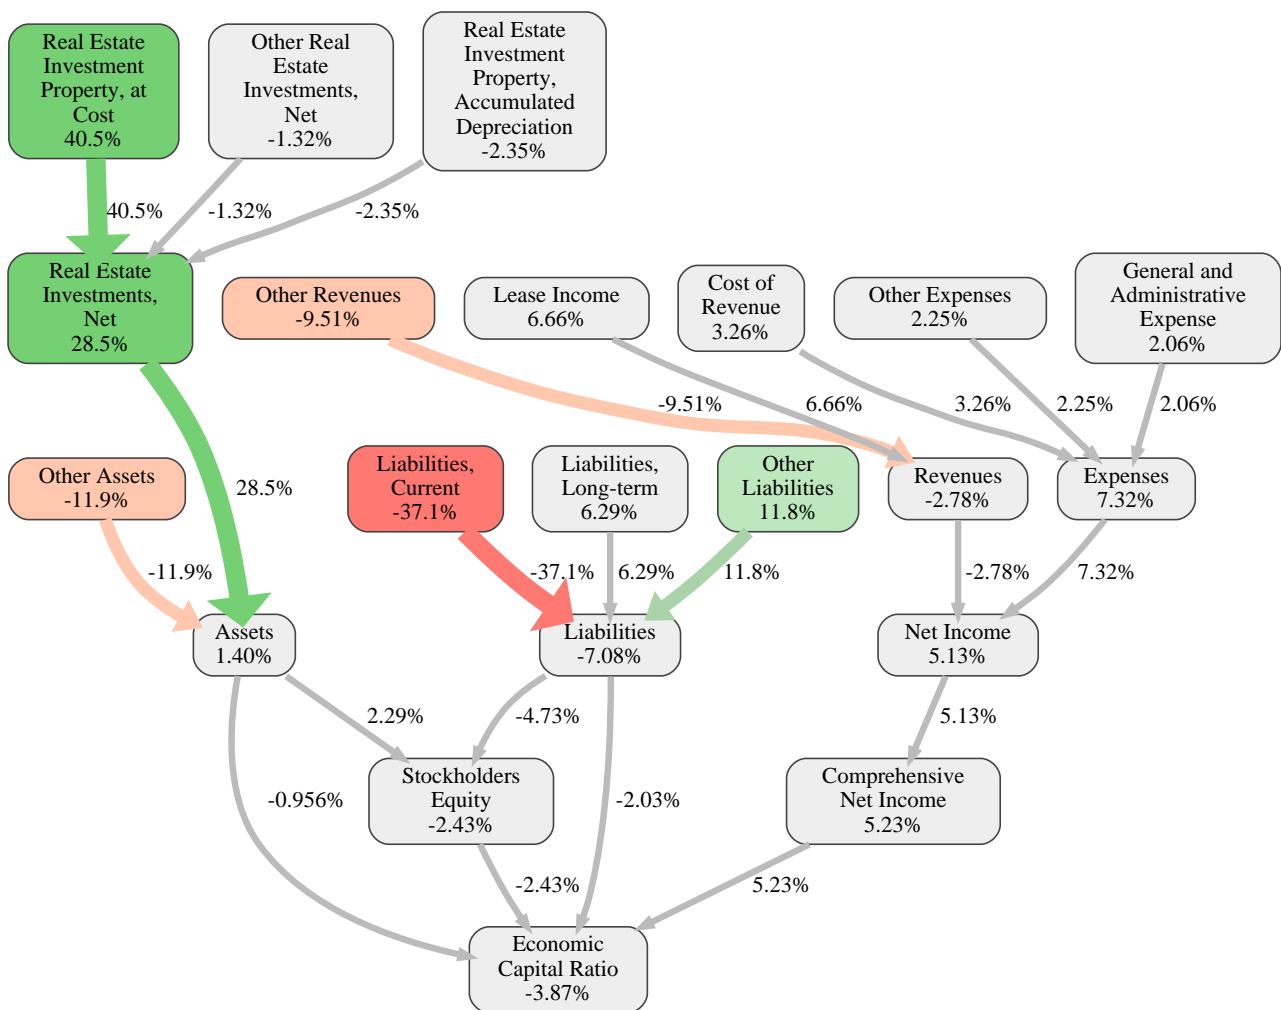 Real Estate
Investment
Property, at
Cost
40.5%
Other Real
Estate
Investments,
Net
-1.32%
Real Estate
Investment
Property,
Accumulated
Depreciation
-2.35%
40.5%
-1.32%
-2.35%
Real Estate
Investments,
Net
28.5%
Other Revenues
-9.51%
Lease Income
6.66%
Cost of
Revenue
3.26%
Other Expenses
2.25%
General and
Administrative
Expense
2.06%
-9.51%
6.66%
3.26%
2.25%
2.06%
Other Assets
-11.9%
28.5%
Liabilities,
Current
-37.1%
Liabilities,
Long-term
6.29%
Other
Liabilities
11.8%
Revenues
-2.78%
Expenses
7.32%
-11.9%
-37.1%
6.29%
11.8%
-2.78%
7.32%
Assets
1.40%
Liabilities
-7.08%
Net Income
5.13%
2.29%
-4.73%
5.13%
-0.956%
Stockholders
Equity
-2.43%
-2.03%
Comprehensive
Net Income
5.23%
-2.43%
5.23%
Economic
Capital Ratio
-3.87%